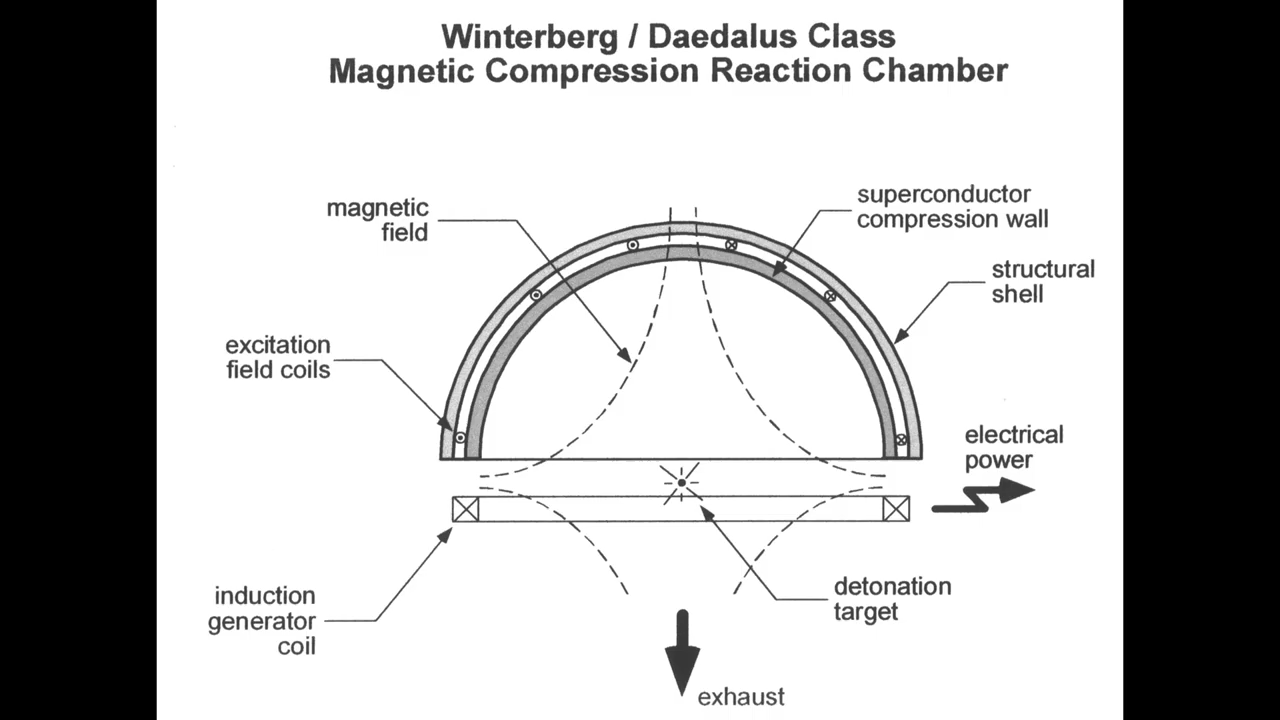 Winterberg / Daedalus Class
Magnetic Compression Reaction Chamber
magnetic
field
superconductor
compression wall
structural
shell
excitation
field coils
electrical
power
induction
generator
coil
detonation
target
exhaust